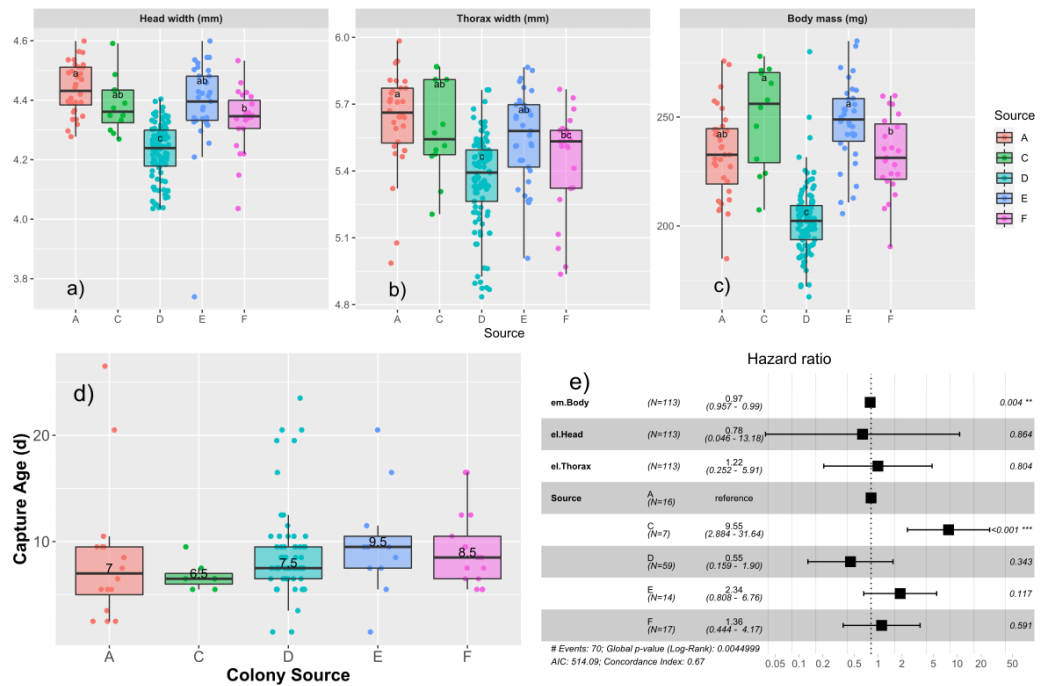 Head width (mm)
Thorax width (mm)
Body mass (mg)
4.6
4.4
4.2
4.0
3.8
a
ab
c
ab
b
a)
A
C
D
E
F
6.0
5.7
5.4
5.1
4.8
a
ab
c
ab
bc
b)
A
C
D
E
F
Source
250
200
ab
a
c
a
b
c)
A
C
D
E
F
Source
A
C
D
E
F
d)
Capture Age (d)
20
10
0
7
6.5
7.5
9.5
8.5
A
C
D
E
F
Colony Source
Hazard ratio
e)
em.Body (N=113) 0.97 (0.957 - 0.99) 0.004 **
el.Head (N=113) 0.78 (0.046 - 13.18) 0.864
el.Thorax (N=113) 1.22 (0.252 - 5.91) 0.804
Source A (N=16) reference
C (N=7) 9.55 (2.884 - 31.64) <0.001 ***
D (N=59) 0.55 (0.159 - 1.90) 0.343
E (N=14) 2.34 (0.808 - 6.76) 0.117
F (N=17) 1.36 (0.444 - 4.17) 0.591
# Events: 70; Global p-value (Log-Rank): 0.0044999
AIC: 514.09; Concordance Index: 0.67
0.05 0.1 0.2 0.5 1 2 5 10 20 50